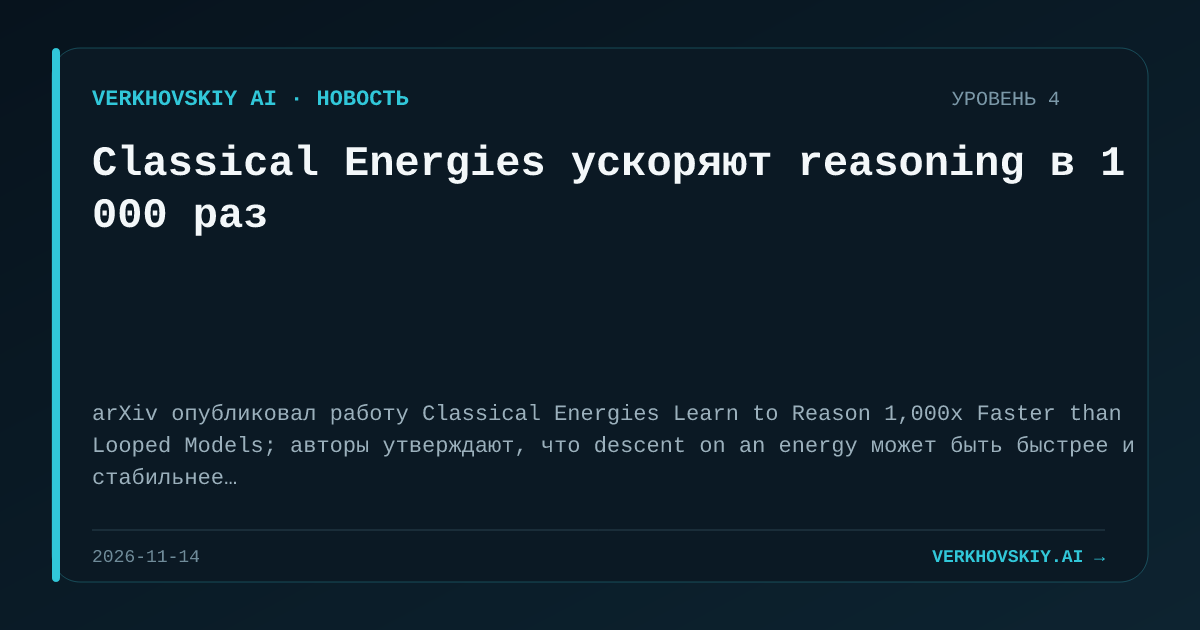 VERKHOVSKIY AI · НОВОСТЬ
УРОВЕНЬ 4
Classical Energies ускоряют reasoning в 1
000 раз
arXiv опубликовал работу Classical Energies Learn to Reason 1,000x Faster than
Looped Models; авторы утверждают, что descent on an energy может быть быстрее и
стабильнее…
2026-11-14
VERKHOVSKIY.AI →